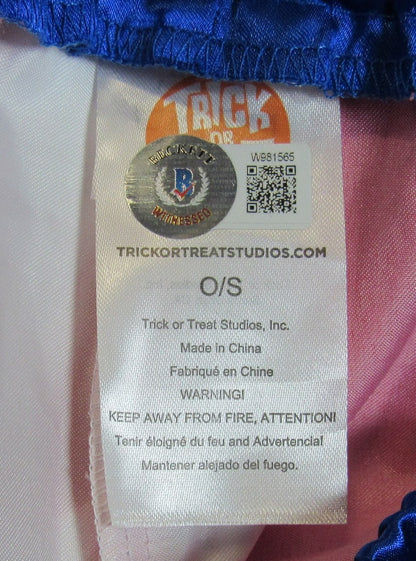 TRICK
OR
BECKETT
B
WITNESSED
W981565
TRICKORTREATSTUDIOS.COM
O/S
Trick or Treat Studios, Inc.
Made in China
Fabriqué en Chine
WARNING!
KEEP AWAY FROM FIRE, ATTENTION!
Tenir éloigné du feu and Advertencia!
Mantener alejado del fuego.